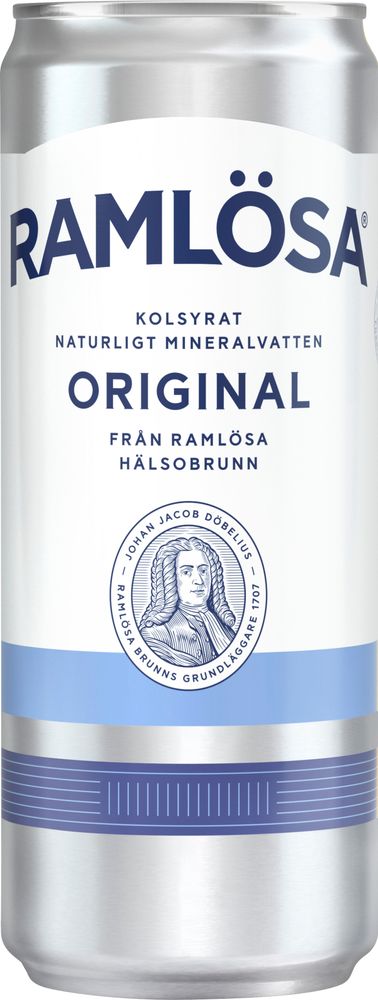 RAMLÖSA®
KOLSYRAT
NATURLIGT MINERALVATTEN
ORIGINAL
FRÅN RAMLÖSA
HÄLSOBRUNN
JOHAN JACOB DÖBELIUS
RAMLÖSA BRUNNS GRUNDLÄGGARE 1707